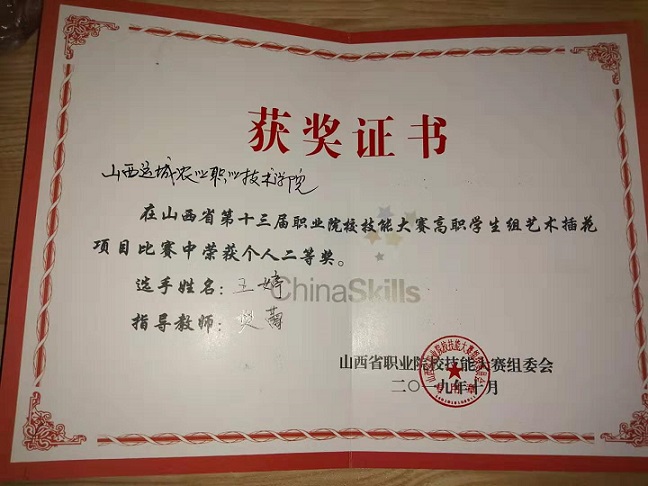 获奖证书
山西运城农业职业技术学院
在山西省第十三届职业院校技能大赛高职学生组艺术插花
项目比赛中荣获个人二等奖。
选手姓名：王婷
ChinaSkills
指导教师：樊蕾
山西省职业院校技能大赛组委会
二〇一九年十月